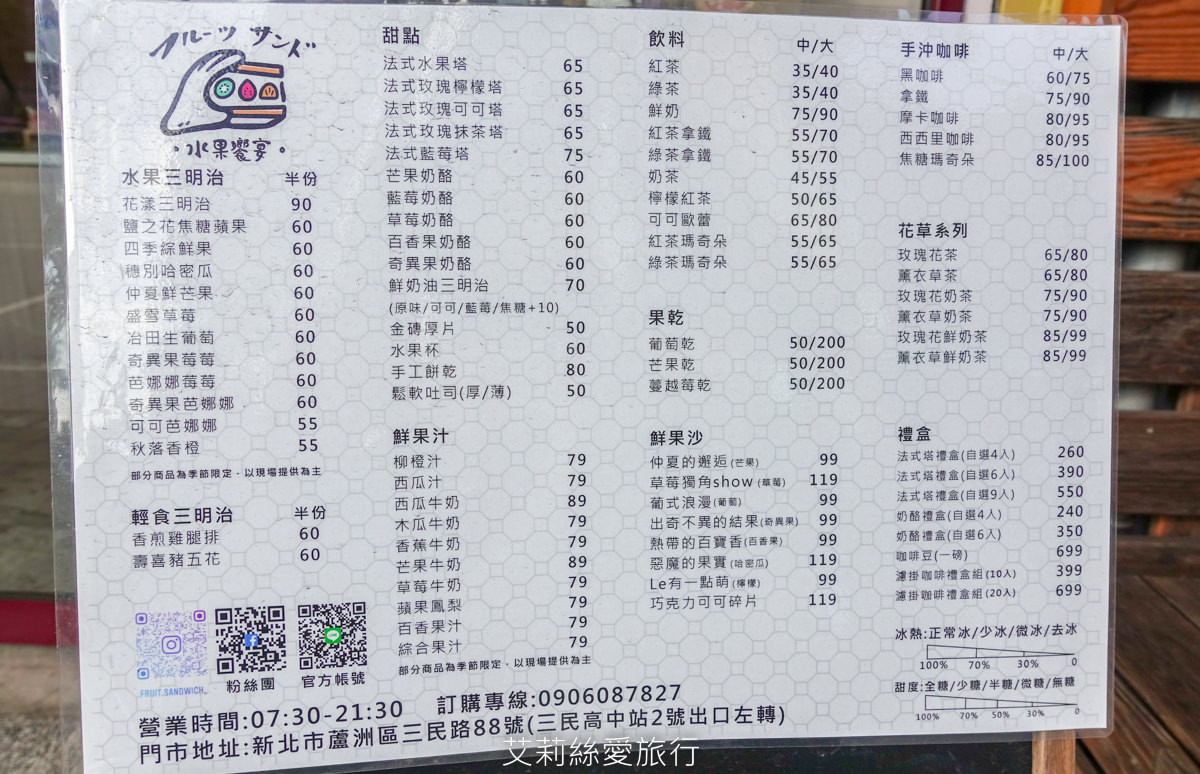 フルーツ サンド
·水果饗宴·
水果三明治 半份
花漾三明治 90
鹽之花焦糖蘋果 60
四季綜鮮果 60
穗別哈密瓜 60
仲夏鮮芒果 60
盛雪草莓 60
冶田生葡萄 60
奇異果莓莓 60
芭娜娜莓莓 60
奇異果芭娜娜 60
可可芭娜娜 55
秋落香橙 55
部分商品為季節限定·以現場提供為主
輕食三明治 半份
香煎雞腿排 60
壽喜豬五花 60
FRUIT.SANDWICH_
粉絲團
官方帳號
甜點
法式水果塔 65
法式玫瑰檸檬塔 65
法式玫瑰可可塔 65
法式玫瑰抹茶塔 65
法式藍莓塔 75
芒果奶酪 60
藍莓奶酪 60
草莓奶酪 60
百香果奶酪 60
奇異果奶酪 60
鮮奶油三明治 70
(原味/可可/藍莓/焦糖+10)
金磚厚片 50
水果杯 60
手工餅乾 80
鬆軟吐司(厚/薄) 50
鮮果汁
柳橙汁 79
西瓜汁 79
西瓜牛奶 89
木瓜牛奶 79
香蕉牛奶 79
芒果牛奶 89
草莓牛奶 79
蘋果鳳梨 79
百香果汁 79
綜合果汁 79
部分商品為季節限定·以現場提供為主
飲料 中/大
紅茶 35/40
綠茶 35/40
鮮奶 75/90
紅茶拿鐵 55/70
綠茶拿鐵 55/70
奶茶 45/55
檸檬紅茶 50/65
可可歐蕾 65/80
紅茶瑪奇朵 55/65
綠茶瑪奇朵 55/65
果乾
葡萄乾 50/200
芒果乾 50/200
蔓越莓乾 50/200
鮮果沙
仲夏的邂逅(芒果) 99
草莓獨角show(草莓) 119
葡式浪漫(葡萄) 99
出奇不異的結果(奇異果) 99
熱帶的百寶香(百香果) 99
惡魔的果實(哈密瓜) 119
Le有一點萌(檸檬) 99
巧克力可可碎片 119
手沖咖啡 中/大
黑咖啡 60/75
拿鐵 75/90
摩卡咖啡 80/95
西西里咖啡 80/95
焦糖瑪奇朵 85/100
花草系列
玫瑰花茶 65/80
薰衣草茶 65/80
玫瑰花奶茶 75/90
薰衣草奶茶 75/90
玫瑰花鮮奶茶 85/99
薰衣草鮮奶茶 85/99
禮盒
法式塔禮盒(自選4入) 260
法式塔禮盒(自選6入) 390
法式塔禮盒(自選9入) 550
奶酪禮盒(自選4入) 240
奶酪禮盒(自選6入) 350
咖啡豆(一磅) 699
濾掛咖啡禮盒組(10入) 399
濾掛咖啡禮盒組(20入) 699
冰熱:正常冰/少冰/微冰/去冰
100% 70% 30% 0
甜度:全糖/少糖/半糖/微糖/無糖
100% 70% 50% 30% 0
營業時間:07:30-21:30 訂購專線:0906087827
門市地址:新北市蘆洲區三民路88號(三民高中站2號出口左轉)
艾莉絲愛旅行